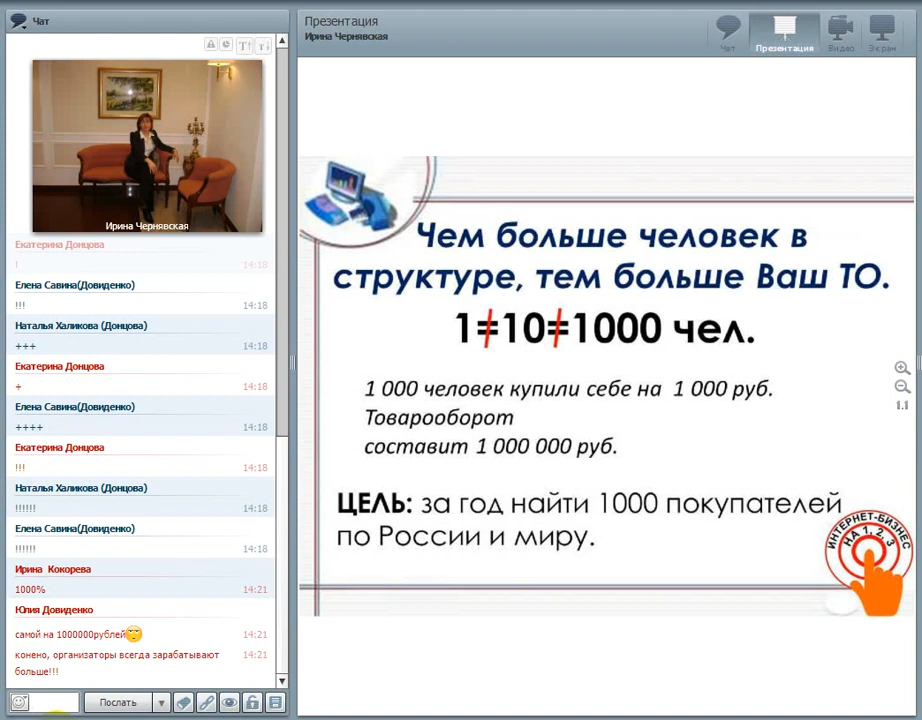 Чат
Ирина Чернявская
Екатерина Донцова
! 14:18
Елена Савина(Довиденко)
!!! 14:18
Наталья Халикова (Донцова)
+++ 14:18
Екатерина Донцова
+ 14:18
Елена Савина(Довиденко)
++++ 14:18
Екатерина Донцова
!!! 14:18
Наталья Халикова (Донцова)
!!!!!! 14:18
Елена Савина(Довиденко)
!!!!!! 14:18
Ирина Кокорева
1000% 14:21
Юлия Довиденко
самой на 1000000рублей 14:21
конено, организаторы всегда зарабатывают 14:21
больше!!!
Послать
Презентация
Ирина Чернявская
Чат
Презентация
Видео
Экран
Чем больше человек в
структуре, тем больше Ваш ТО.
1≠10≠1000 чел.
1 000 человек купили себе на 1 000 руб.
Товарооборот
составит 1 000 000 руб.
ЦЕЛЬ: за год найти 1000 покупателей
по России и миру.
ИНТЕРНЕТ-БИЗНЕС
НА 1, 2, 3
1.1